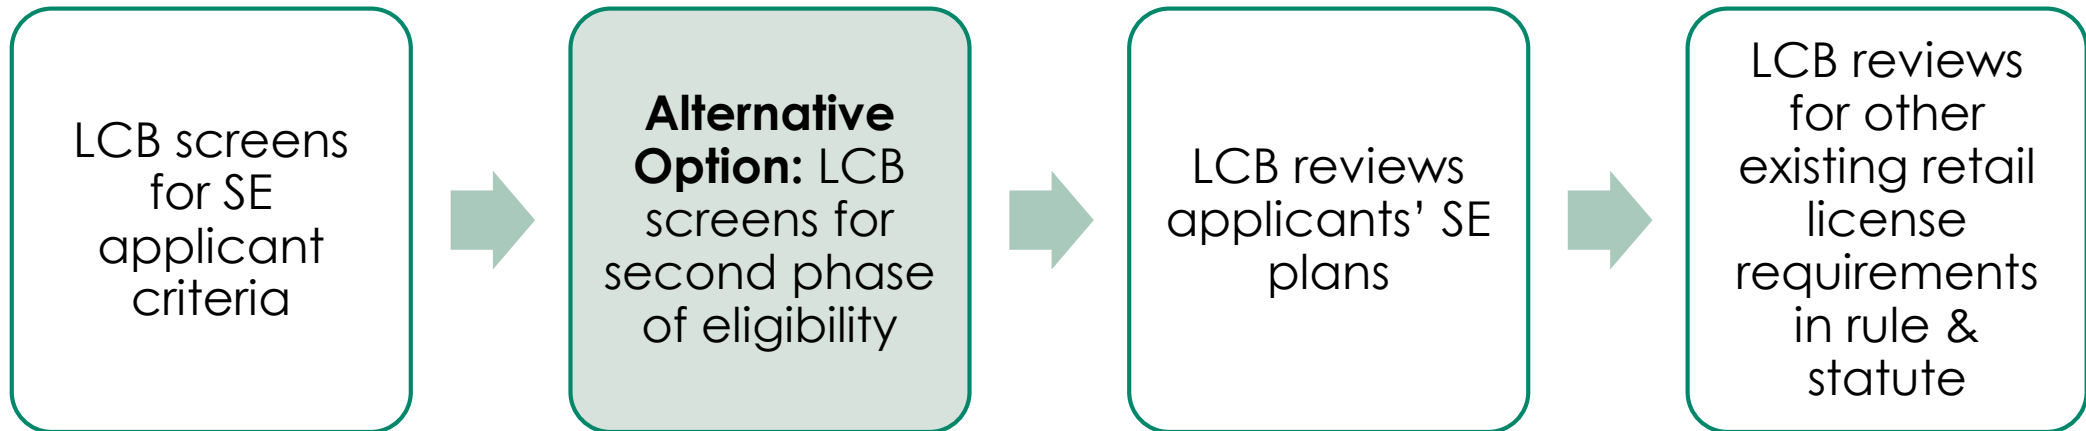 LCB screens
for SE
applicant
criteria
Alternative
Option: LCB
screens for
second phase
of eligibility
LCB reviews
applicants’ SE
plans
LCB reviews
for other
existing retail
license
requirements
in rule &
statute